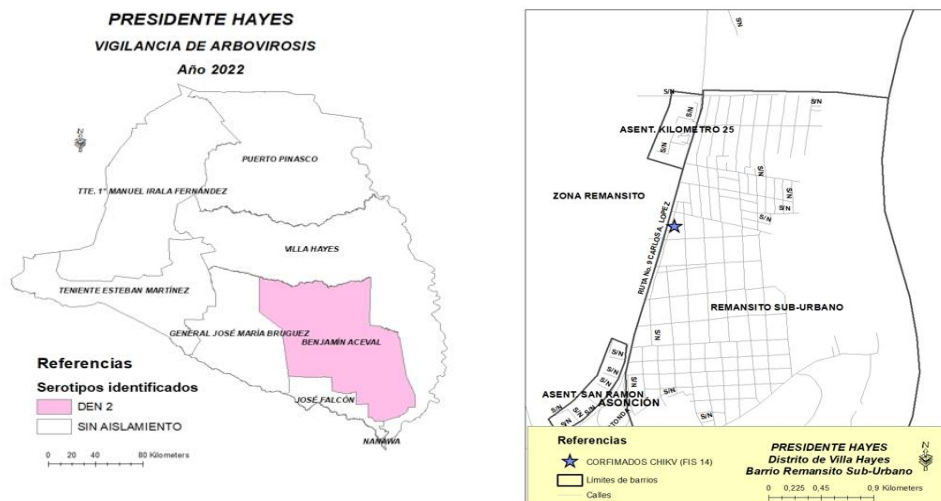 PRESIDENTE HAYES
VIGILANCIA DE ARBOVIROSIS
Año 2022
PUERTO PINASCO
TTE. 1° MANUEL IRALA FERNÁNDEZ
VILLA HAYES
TENIENTE ESTEBAN MARTÍNEZ
GENERAL JOSÉ MARÍA BRUGUEZ
BENJAMÍN ACEVAL
JOSÉ FALCÓN
NANAWA
Referencias
Serotipos identificados
DEN 2
SIN AISLAMIENTO
0 20 40 80 Kilometers
S/N
S/N
S/N
S/N
ASENT. KILOMETRO 25
S/N
S/N
S/N
S/N
S/N
ZONA REMANSITO
RUTA No. 9 CARLOS A. LOPEZ
REMANSITO SUB-URBANO
S/N
S/N
S/N
S/N
S/N
S/N
ASENT. SAN RAMON
S/N
S/N
ASONCIÓN
S/N
S/N
Referencias
CORFIMADOS CHIKV (FIS 14)
Límites de barrios
Calles
PRESIDENTE HAYES
Distrito de Villa Hayes
Barrio Remansito Sub-Urbano
0 0,225 0,45 0,9 Kilometers